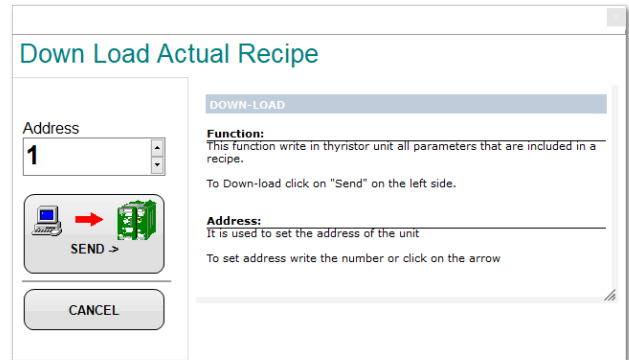 Down Load Actual Recipe
Address
1
SEND ->
CANCEL
DOWN-LOAD
Function:
This function write in thyristor unit all parameters that are included in a
recipe.
To Down-load click on "Send" on the left side.
Address:
It is used to set the address of the unit
To set address write the number or click on the arrow